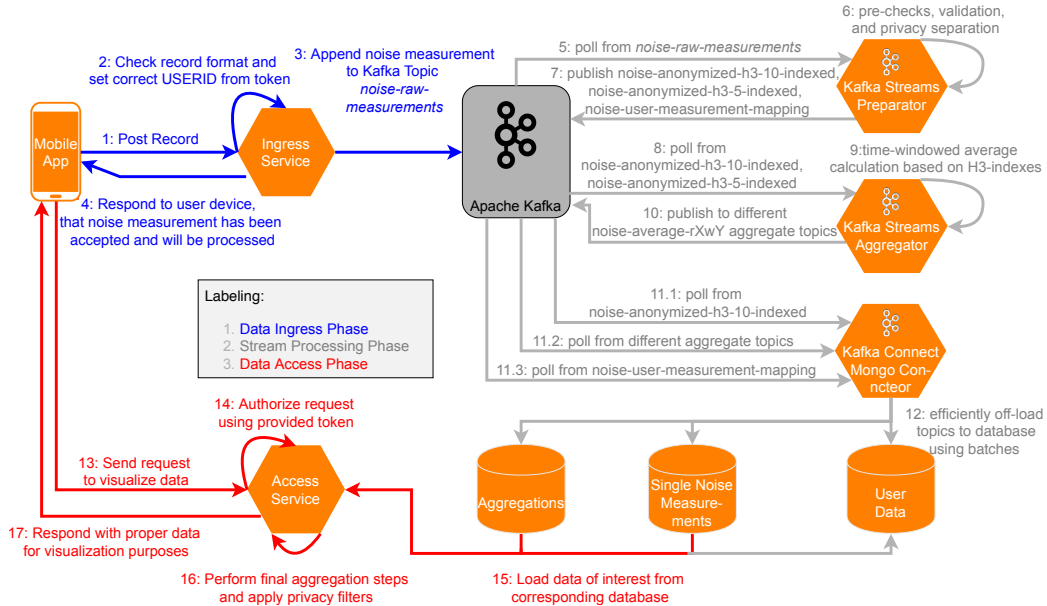 6: pre-checks, validation,
and privacy separation
2: Check record format and
set correct USERID from token
3: Append noise measurement
to Kafka Topic
noise-raw-
measurements
5: poll from noise-raw-measurements
7: publish noise-anonymized-h3-10-indexed,
noise-anonymized-h3-5-indexed,
noise-user-measurement-mapping
Kafka Streams
Preparator
1: Post Record
Mobile
App
Ingress
Service
8: poll from
noise-anonymized-h3-10-indexed,
noise-anonymized-h3-5-indexed
9:time-windowed average
calculation based on H3-indexes
Apache Kafka
4: Respond to user device,
that noise measurement has been
accepted and will be processed
10: publish to different
noise-average-rXwY aggregate topics
Kafka Streams
Aggregator
Labeling:
1. Data Ingress Phase
2. Stream Processing Phase
3. Data Access Phase
11.1: poll from
noise-anonymized-h3-10-indexed
11.2: poll from different aggregate topics
11.3: poll from noise-user-measurement-mapping
Kafka Connect
Mongo Con-
ncteor
14: Authorize request
using provided token
12: efficiently off-load
topics to database
using batches
13: Send request
to visualize data
Access
Service
Aggregations
Single Noise
Measure-
ments
User
Data
17: Respond with proper data
for visualization purposes
16: Perform final aggregation steps
and apply privacy filters
15: Load data of interest from
corresponding database